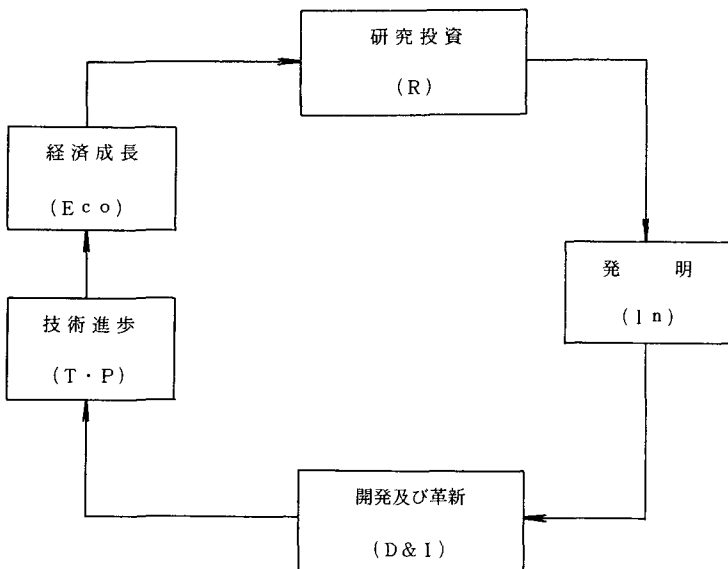 研究投資
(R)
発明
(In)
開発及び革新
(D&I)
技術進歩
(T・P)
経済成長
(Eco)